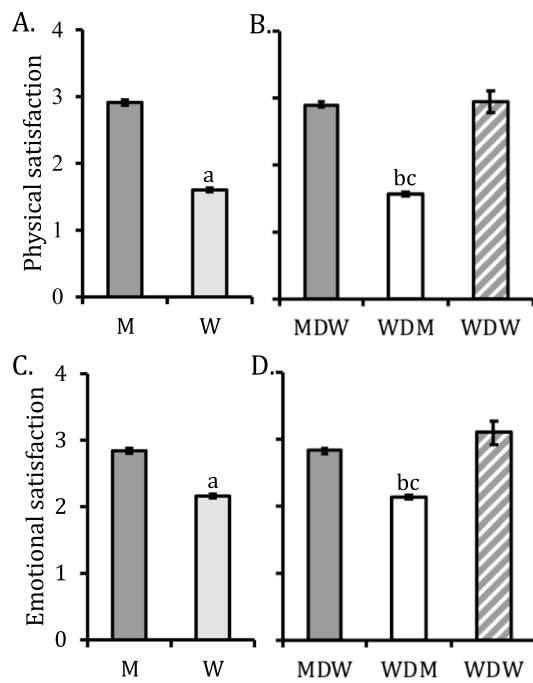 A.
B.
Physical satisfaction
4
3
2
1
0
a
bc
M
W
MDW
WDM
WDW
C.
D.
Emotional satisfaction
4
3
2
1
0
a
bc
M
W
MDW
WDM
WDW